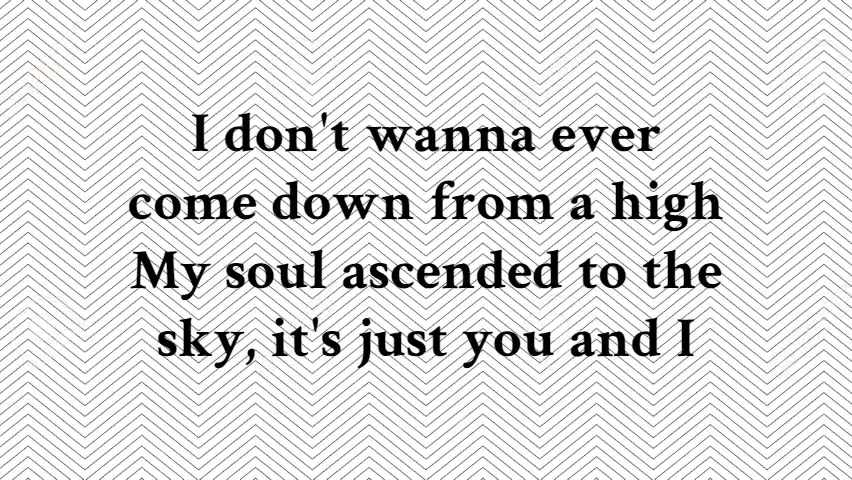 I don't wanna ever
come down from a high
My soul ascended to the
sky, it's just you and I